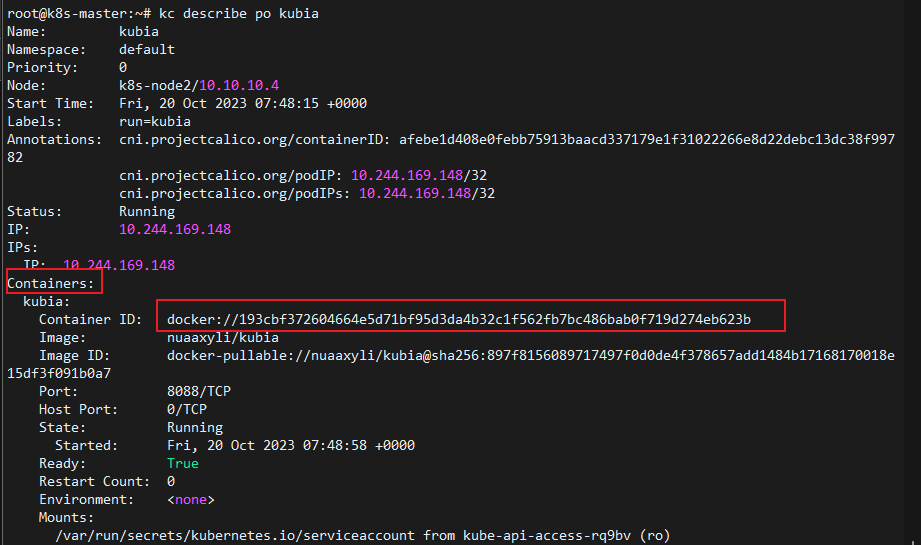 root@k8s-master:~# kc describe po kubia
Name:         kubia
Namespace:    default
Priority:     0
Node:         k8s-node2/10.10.10.4
Start Time:   Fri, 20 Oct 2023 07:48:15 +0000
Labels:       run=kubia
Annotations:  cni.projectcalico.org/containerID: afebe1d408e0febb75913baacd337179e1f31022266e8d22debc13dc38f997
82
              cni.projectcalico.org/podIP: 10.244.169.148/32
              cni.projectcalico.org/podIPs: 10.244.169.148/32
Status:       Running
IP:           10.244.169.148
IPs:
  IP:  10.244.169.148
Containers:
  kubia:
    Container ID:   docker://193cbf372604664e5d71bf95d3da4b32c1f562fb7bc486bab0f719d274eb623b
    Image:          nuaaxyli/kubia
    Image ID:       docker-pullable://nuaaxyli/kubia@sha256:897f8156089717497f0d0de4f378657add1484b17168170018e
15df3f091b0a7
    Port:           8088/TCP
    Host Port:      0/TCP
    State:          Running
      Started:      Fri, 20 Oct 2023 07:48:58 +0000
    Ready:          True
    Restart Count:  0
    Environment:    <none>
    Mounts:
      /var/run/secrets/kubernetes.io/serviceaccount from kube-api-access-rq9bv (ro)